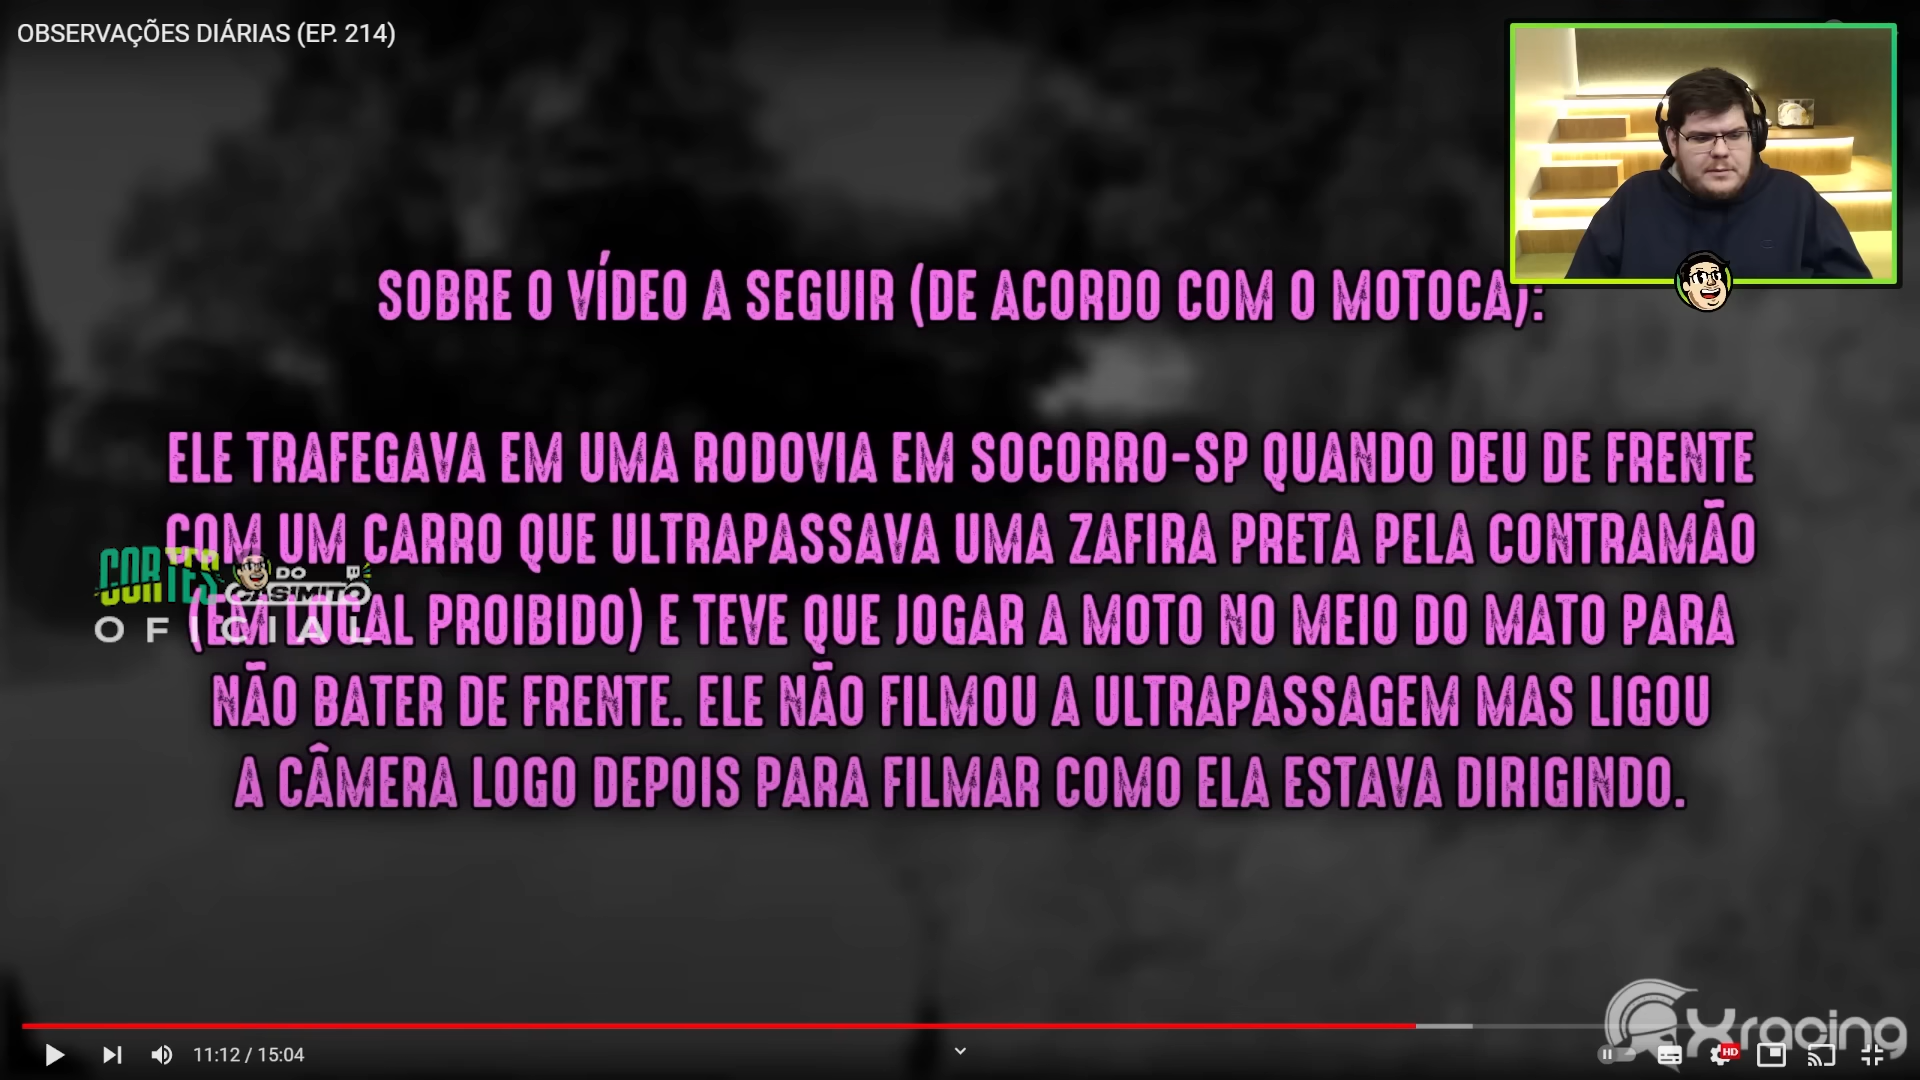 OBSERVAÇÕES DIÁRIAS (EP. 214)
SOBRE O VÍDEO A SEGUIR (DE ACORDO COM O MOTOCA):
ELE TRAFEGAVA EM UMA RODOVIA EM SOCORRO-SP QUANDO DEU DE FRENTE
COM UM CARRO QUE ULTRAPASSAVA UMA ZAFIRA PRETA PELA CONTRAMÃO
(EM LOCAL PROIBIDO) E TEVE QUE JOGAR A MOTO NO MEIO DO MATO PARA
NÃO BATER DE FRENTE. ELE NÃO FILMOU A ULTRAPASSAGEM MAS LIGOU
A CÂMERA LOGO DEPOIS PARA FILMAR COMO ELA ESTAVA DIRIGINDO.
CORTES DO CASIMITO
OFICIAL
Xracing
11:12 / 15:04
HD